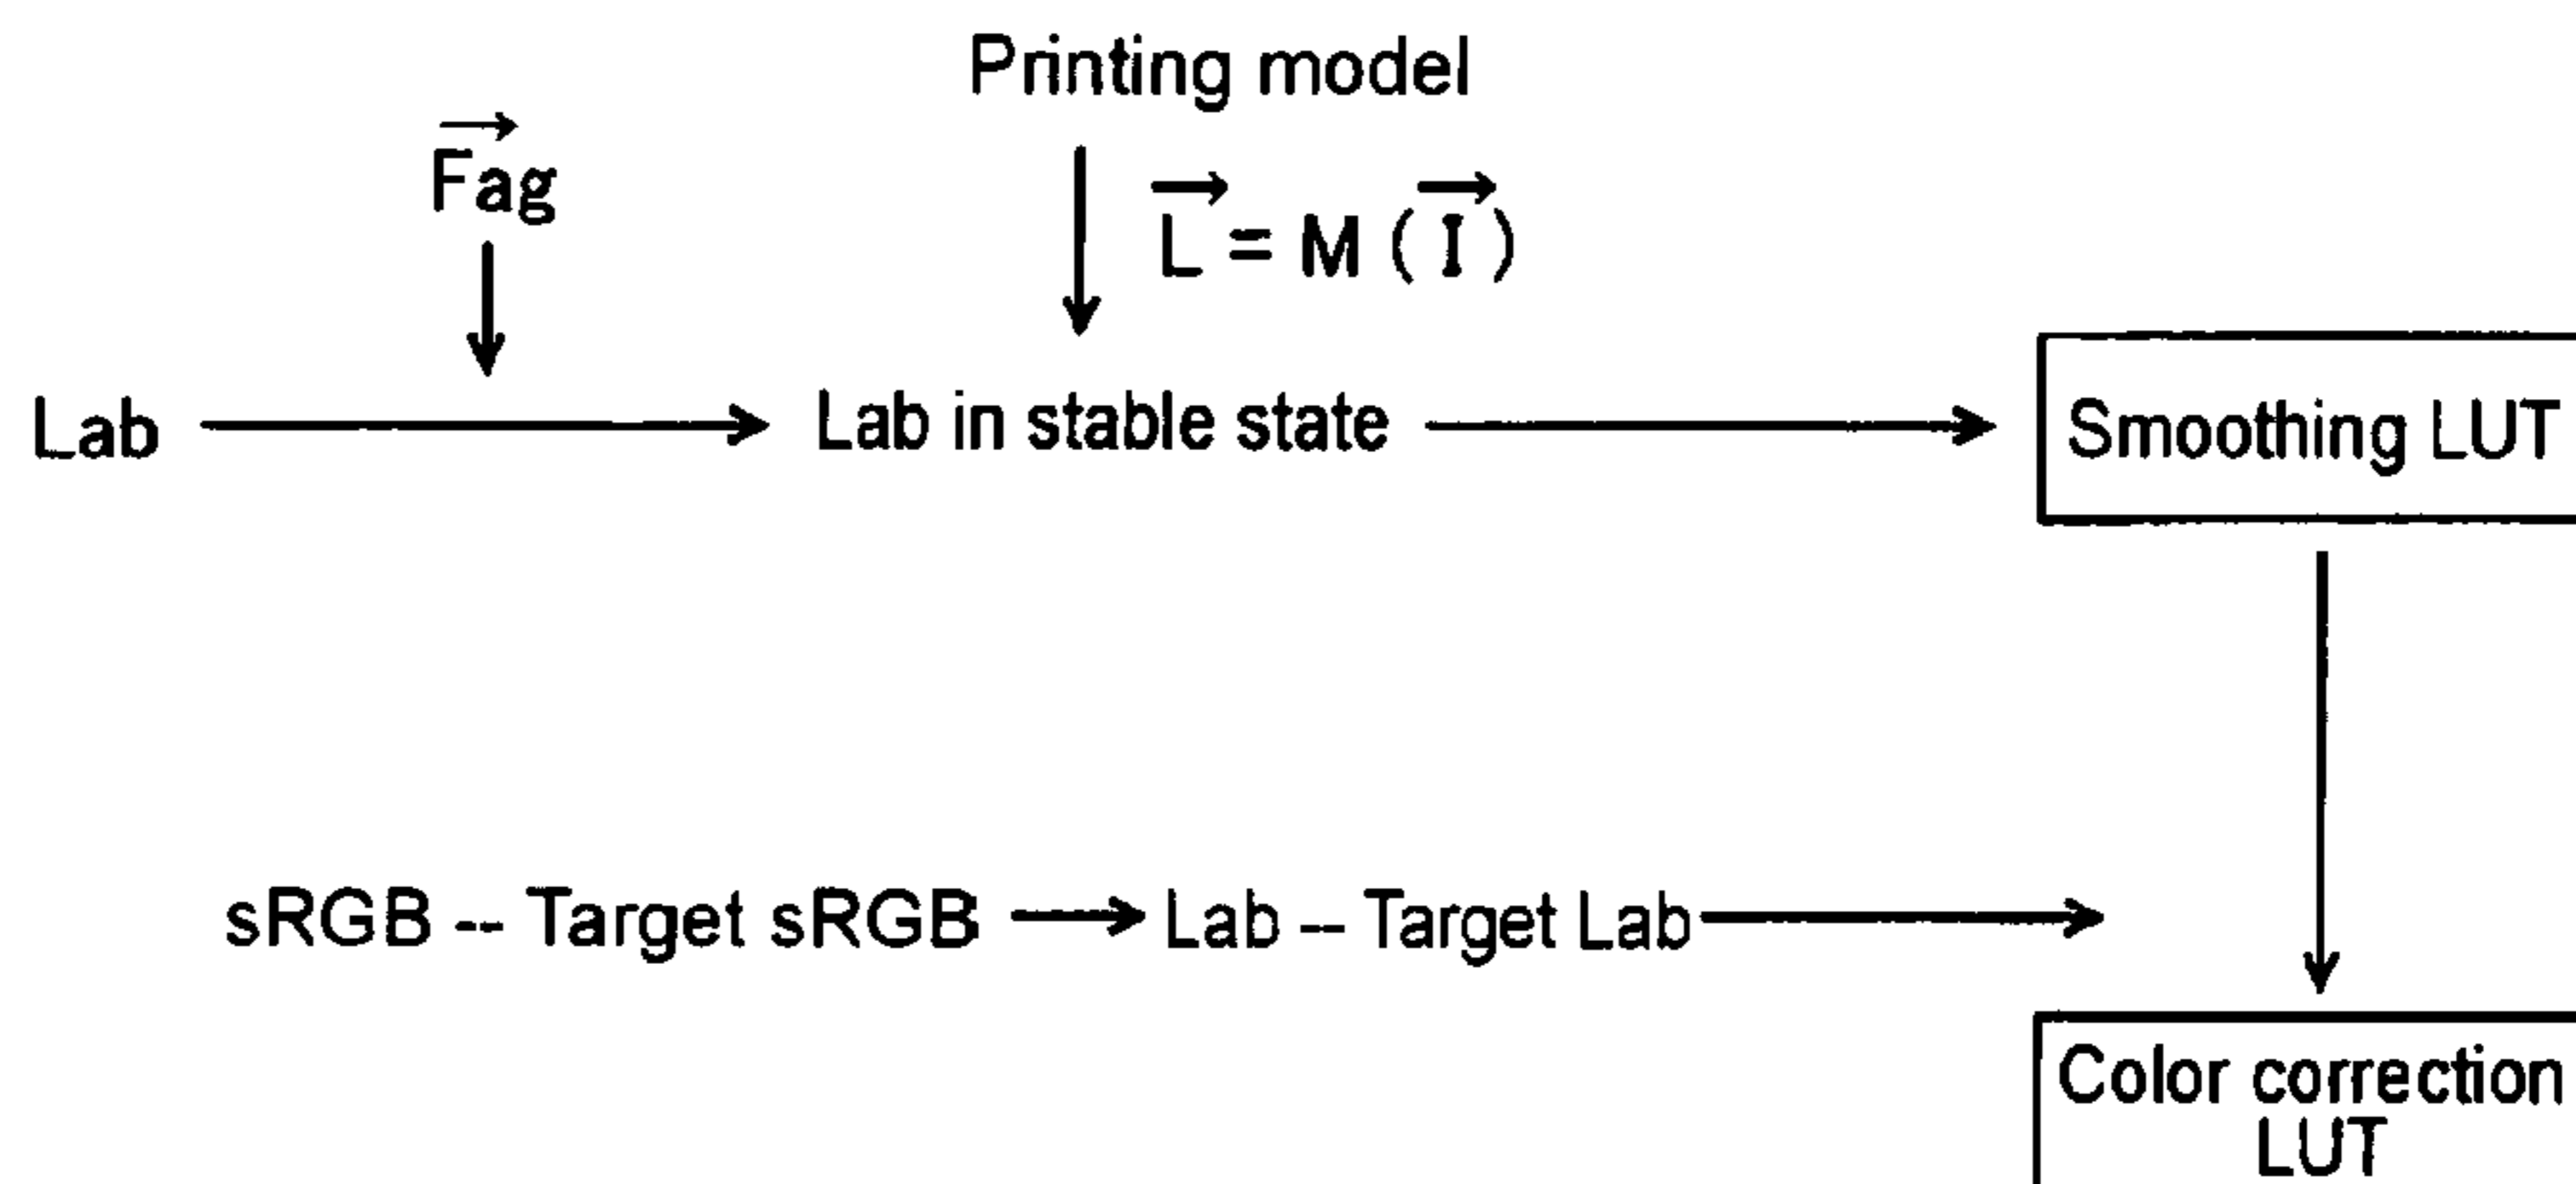 Printing model
Fag
L = M ( I )
Lab
Lab in stable state
Smoothing LUT
sRGB -- Target sRGB
Lab -- Target Lab
Color correction
LUT